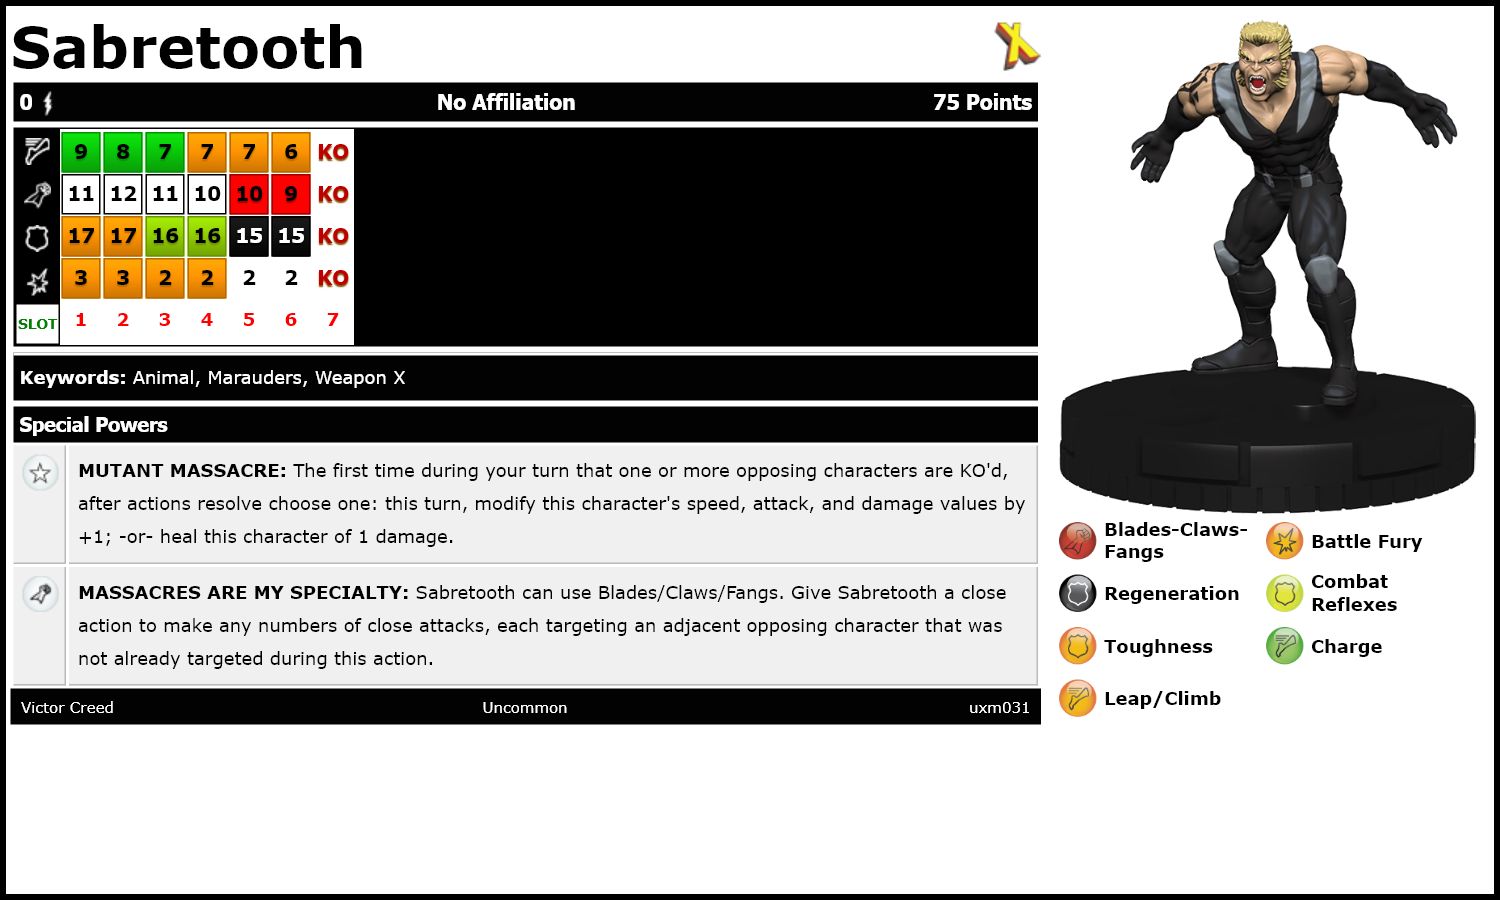 Sabretooth
X
0 No Affiliation 75 Points
9 8 7 7 7 6 KO
11 12 11 10 10 9 KO
17 17 16 16 15 15 KO
3 3 2 2 2 2 KO
SLOT 1 2 3 4 5 6 7
Keywords: Animal, Marauders, Weapon X
Special Powers
MUTANT MASSACRE: The first time during your turn that one or more opposing characters are KO'd,
after actions resolve choose one: this turn, modify this character's speed, attack, and damage values by
+1; -or- heal this character of 1 damage.
MASSACRES ARE MY SPECIALTY: Sabretooth can use Blades/Claws/Fangs. Give Sabretooth a close
action to make any numbers of close attacks, each targeting an adjacent opposing character that was
not already targeted during this action.
Victor Creed Uncommon uxm031
Blades-Claws-
Fangs
Battle Fury
Regeneration
Combat
Reflexes
Toughness
Charge
Leap/Climb